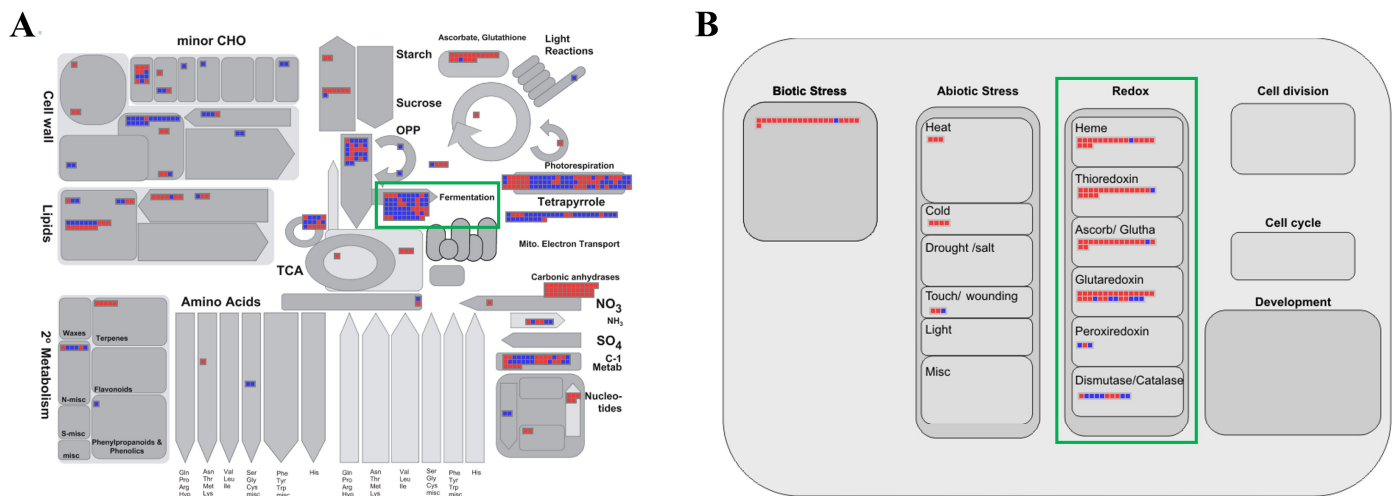 A.
minor CHO
Cell wall
Lipids
2° Metabolism
Starch
Sucrose
OPP
Ascorbate, Glutathione
Light
Reactions
Photorespiration
Fermentation
Tetrapyrrole
Mito. Electron Transport
TCA
Carbonic anhydrases
Amino Acids
NO3
NH3
SO4
C-1
Metab
Nucleo-
tides
Waxes
Terpenes
Flavonoids
N-misc
S-misc
Phenylpropanoids &
Phenolics
misc
Gln
Pro
Arg
Hyp
Asn
Thr
Met
Lys
Val
Leu
Ile
Ser
Gly
Cys
misc
Phe
Tyr
Trp
misc
His
Gln
Pro
Arg
Hyp
Asn
Thr
Met
Lys
Val
Leu
Ile
Ser
Gly
Cys
misc
Phe
Tyr
Trp
misc
His
B
Biotic Stress
Abiotic Stress
Heat
Cold
Drought /salt
Touch/ wounding
Light
Misc
Redox
Heme
Thioredoxin
Ascorb/ Glutha
Glutaredoxin
Peroxiredoxin
Dismutase/Catalase
Cell division
Cell cycle
Development